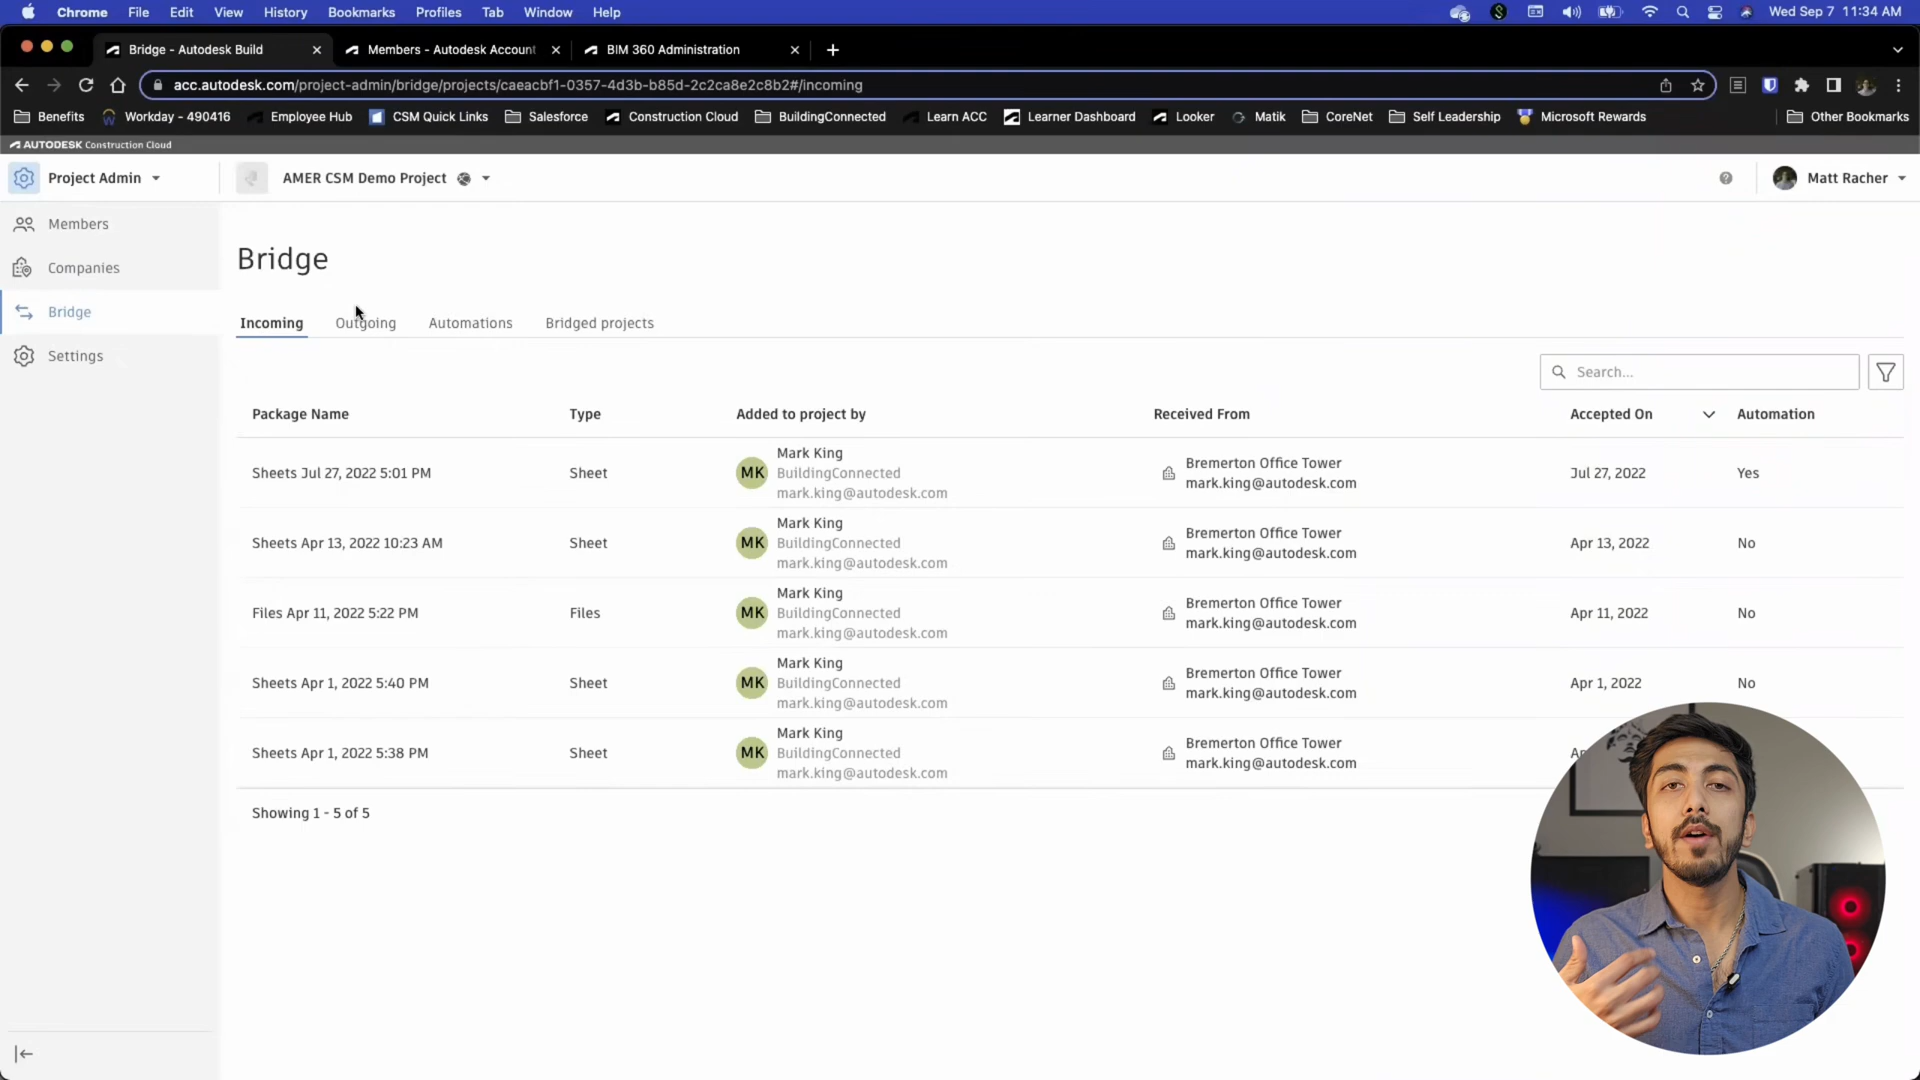 Chrome File Edit View History Bookmarks Profiles Tab Window Help Wed Sep 7 11:34 AM
Bridge - Autodesk Build Members - Autodesk Account BIM 360 Administration
acc.autodesk.com/project-admin/bridge/projects/caeacbf1-0357-4d3b-b85d-2c2ca8e2c8b2#/incoming
Benefits Workday - 490416 Employee Hub CSM Quick Links Salesforce Construction Cloud BuildingConnected Learn ACC Learner Dashboard Looker Matik CoreNet Self Leadership Microsoft Rewards Other Bookmarks
AUTODESK Construction Cloud
Project Admin AMER CSM Demo Project Matt Racher
Members
Companies
Bridge
Settings
Bridge
Incoming Outgoing Automations Bridged projects
Search...
Package Name Type Added to project by Received From Accepted On Automation
Mark King
Sheets Jul 27, 2022 5:01 PM Sheet MK BuildingConnected Bremerton Office Tower Jul 27, 2022 Yes
mark.king@autodesk.com mark.king@autodesk.com
Mark King
Sheets Apr 13, 2022 10:23 AM Sheet MK BuildingConnected Bremerton Office Tower Apr 13, 2022 No
mark.king@autodesk.com mark.king@autodesk.com
Mark King
Files Apr 11, 2022 5:22 PM Files MK BuildingConnected Bremerton Office Tower Apr 11, 2022 No
mark.king@autodesk.com mark.king@autodesk.com
Mark King
Sheets Apr 1, 2022 5:40 PM Sheet MK BuildingConnected Bremerton Office Tower Apr 1, 2022 No
mark.king@autodesk.com mark.king@autodesk.com
Mark King
Sheets Apr 1, 2022 5:38 PM Sheet MK BuildingConnected Bremerton Office Tower
mark.king@autodesk.com mark.king@autodesk.com
Showing 1 - 5 of 5